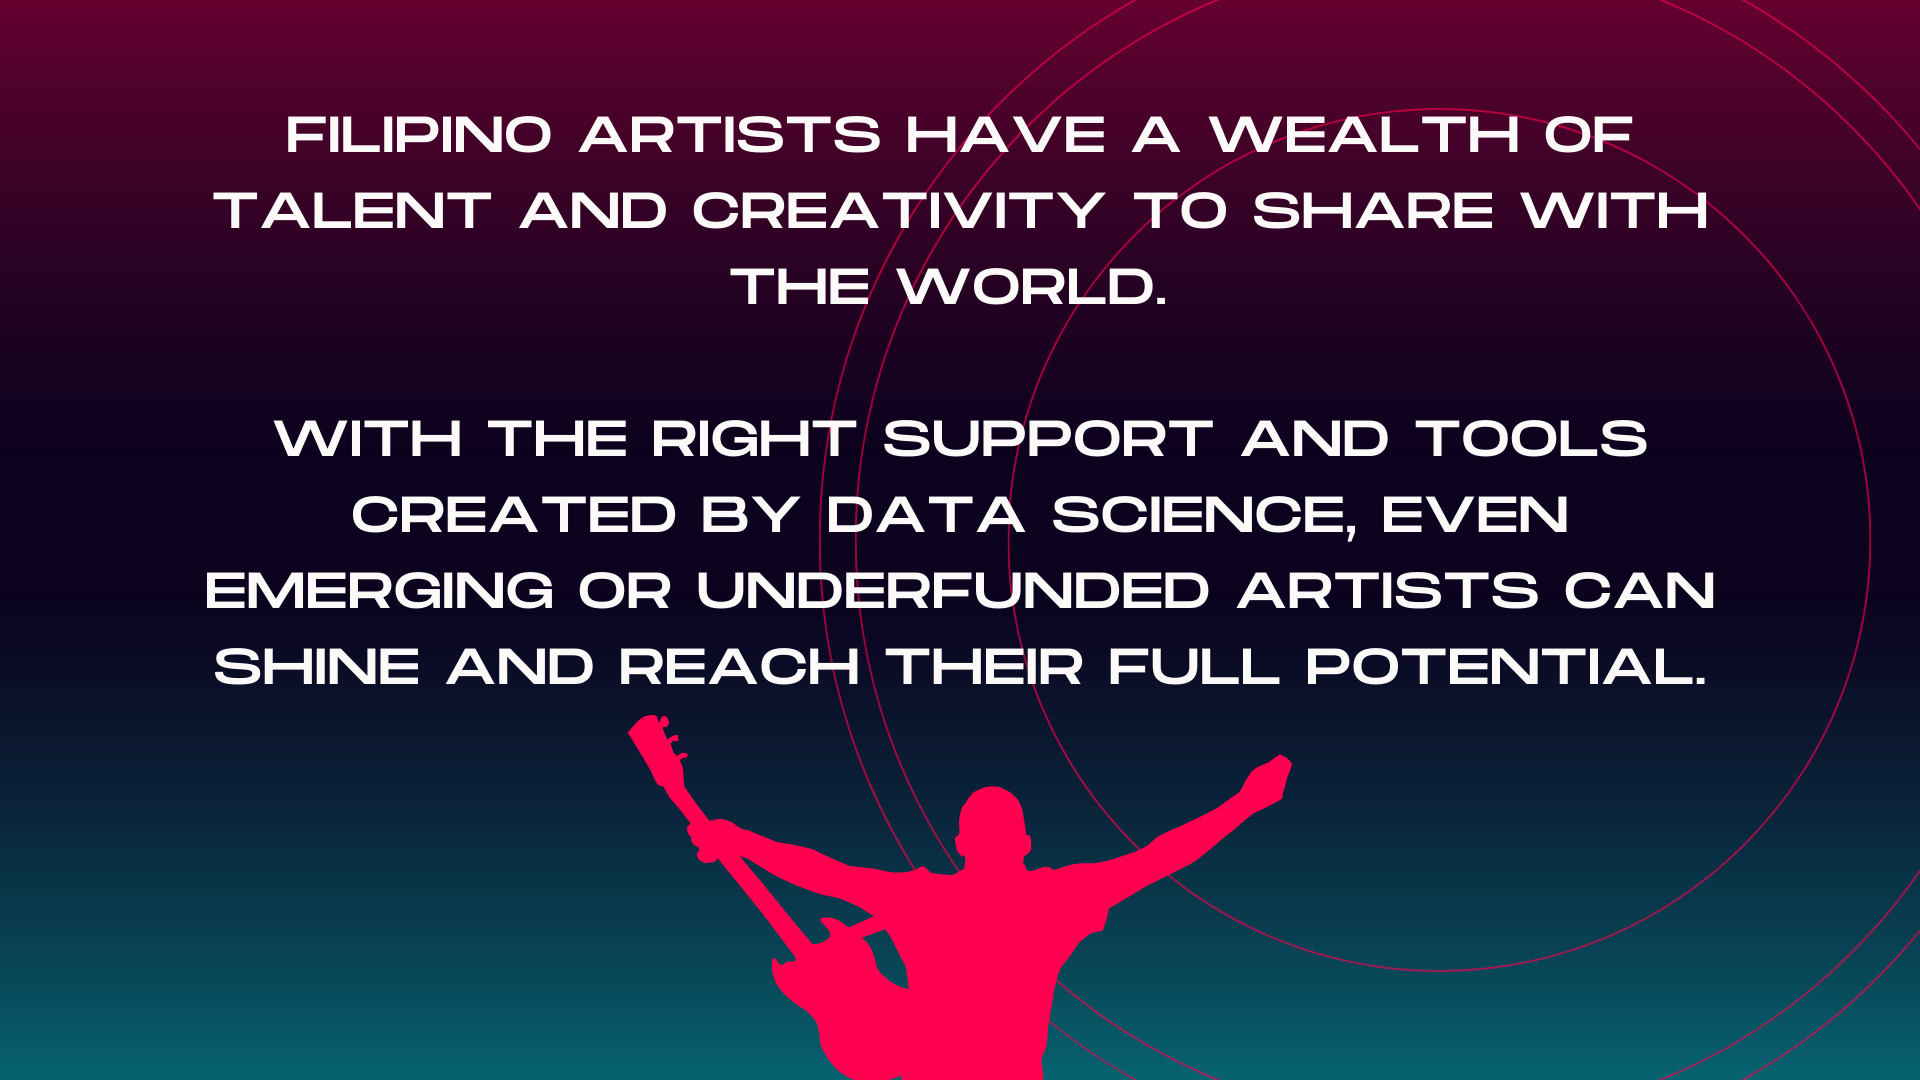 FILIPINO ARTISTS HAVE A WEALTH OF
TALENT AND CREATIVITY TO SHARE WITH
THE WORLD.
WITH THE RIGHT SUPPORT AND TOOLS
CREATED BY DATA SCIENCE, EVEN
EMERGING OR UNDERFUNDED ARTISTS CAN
SHINE AND REACH THEIR FULL POTENTIAL.